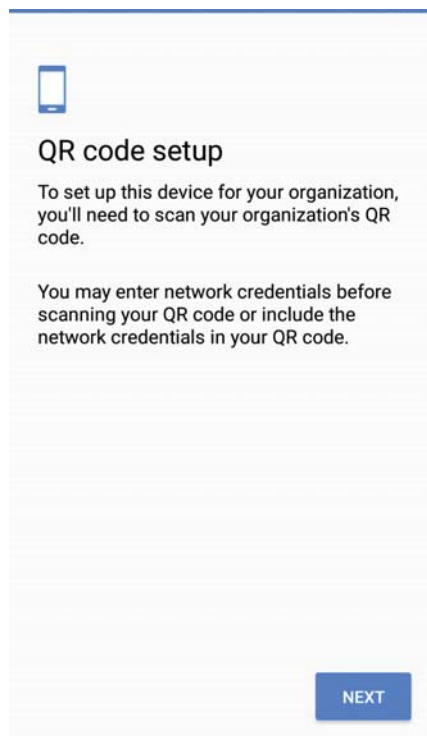 QR code setup
To set up this device for your organization,
you'll need to scan your organization's QR
code.
You may enter network credentials before
scanning your QR code or include the
network credentials in your QR code.
NEXT